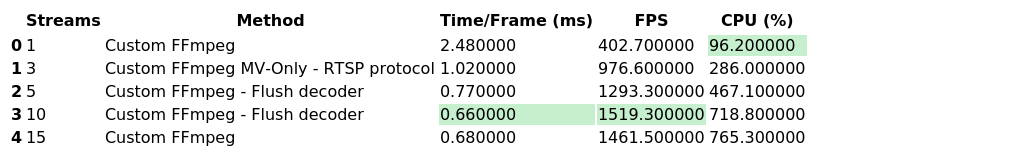 Streams Method Time/Frame (ms) FPS CPU (%)
0 1 Custom FFmpeg 2.480000 402.700000 96.200000
1 3 Custom FFmpeg MV-Only - RTSP protocol 1.020000 976.600000 286.000000
2 5 Custom FFmpeg - Flush decoder 0.770000 1293.300000 467.100000
3 10 Custom FFmpeg - Flush decoder 0.660000 1519.300000 718.800000
4 15 Custom FFmpeg 0.680000 1461.500000 765.300000